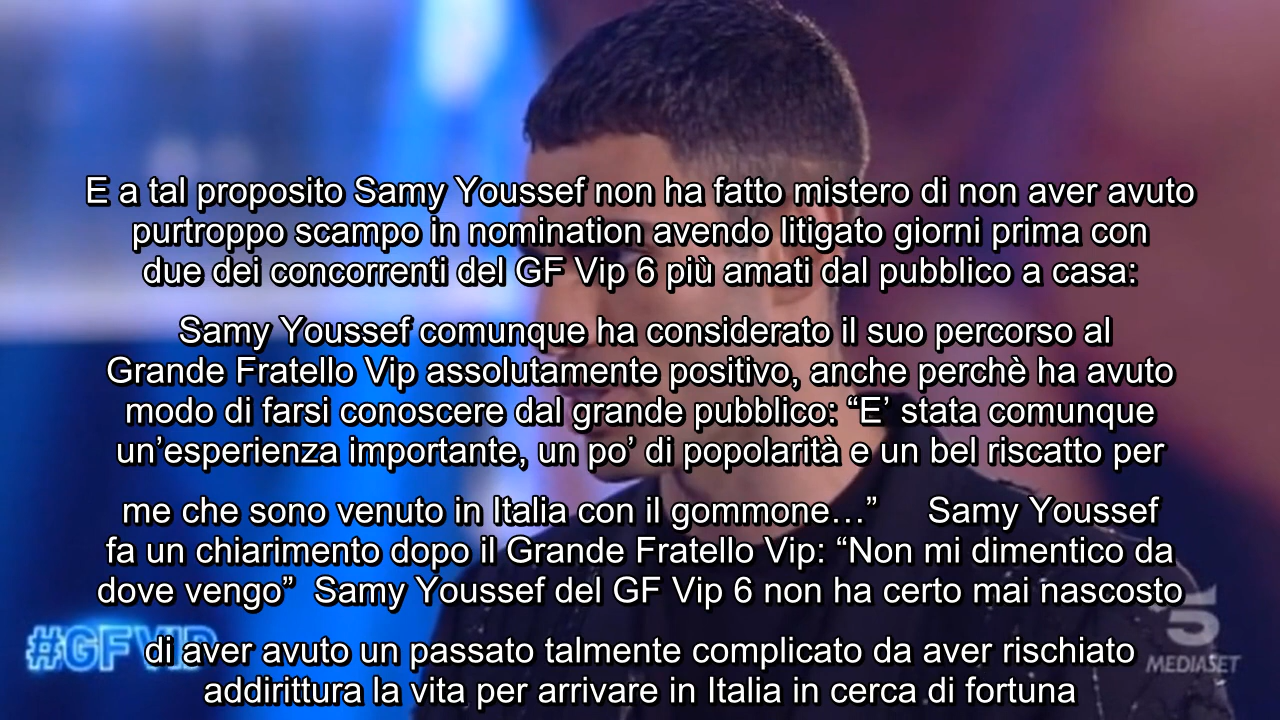 E a tal proposito Samy Youssef non ha fatto mistero di non aver avuto
purtroppo scampo in nomination avendo litigato giorni prima con
due dei concorrenti del GF Vip 6 più amati dal pubblico a casa:
Samy Youssef comunque ha considerato il suo percorso al
Grande Fratello Vip assolutamente positivo, anche perchè ha avuto
modo di farsi conoscere dal grande pubblico: “E’ stata comunque
un’esperienza importante, un po’ di popolarità e un bel riscatto per
me che sono venuto in Italia con il gommone…” Samy Youssef
fa un chiarimento dopo il Grande Fratello Vip: “Non mi dimentico da
dove vengo” Samy Youssef del GF Vip 6 non ha certo mai nascosto
di aver avuto un passato talmente complicato da aver rischiato
addirittura la vita per arrivare in Italia in cerca di fortuna
#GFVIP
5
MEDIASET